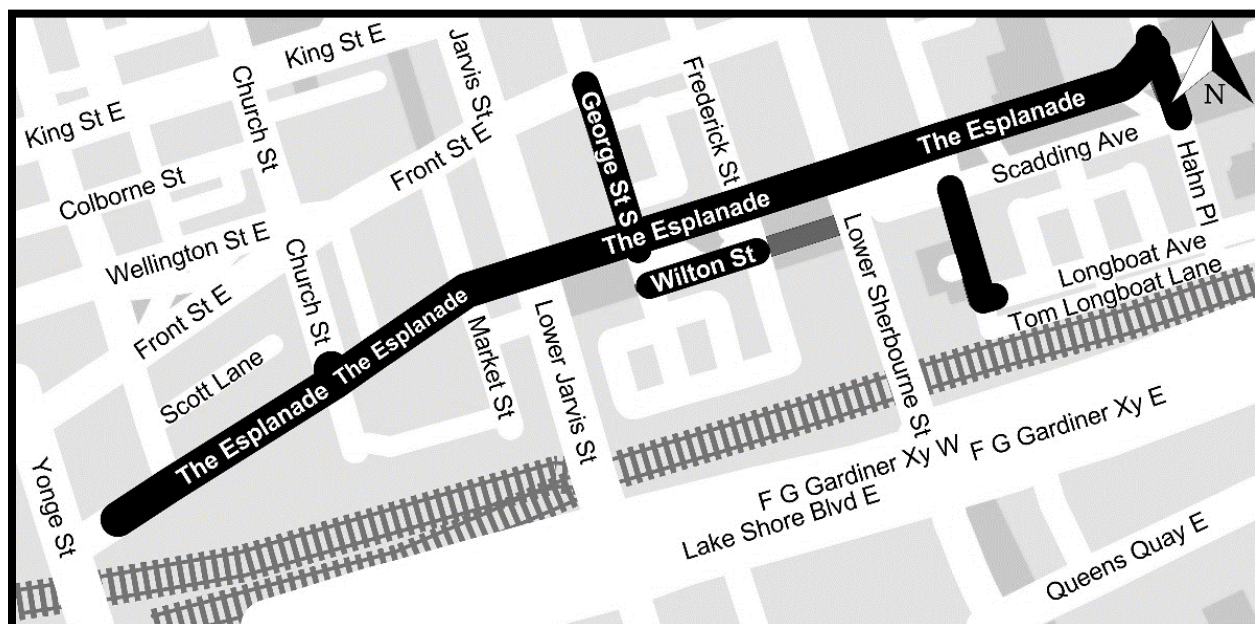 King St E
Jarvis St
King St E
Church St
Frederick St
George St S
The Esplanade
N
Colborne St
Front St E
E
Scadding Ave
Hahn Pl
The Esplanade
Wellington St E
Church St
Wilton St
Lower Sherbourne St
Longboat Ave
Tom Longboat Lane
Front St E
The Esplanade
Market St
Lower Jarvis St
Scott Lane
The Esplanade
Yonge St
F G Gardiner Xy W
F G Gardiner Xy E
Lake Shore Blvd E
Queens Quay E